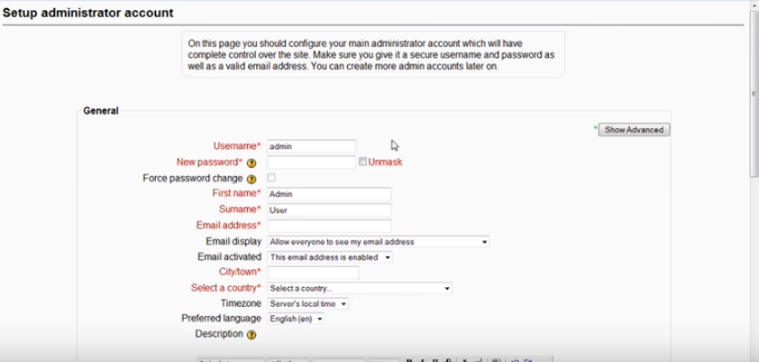 Setup administrator account
On this page you should configure your main administrator account which will have
complete control over the site. Make sure you give it a secure username and password as
well as a valid email address. You can create more admin accounts later on.
General
* Show Advanced
Username* admin
New password* ? Unmask
Force password change ?
First name* Admin
Surname* User
Email address*
Email display Allow everyone to see my email address
Email activated This email address is enabled
City/town*
Select a country* Select a country...
Timezone Server's local time
Preferred language English (en)
Description ?